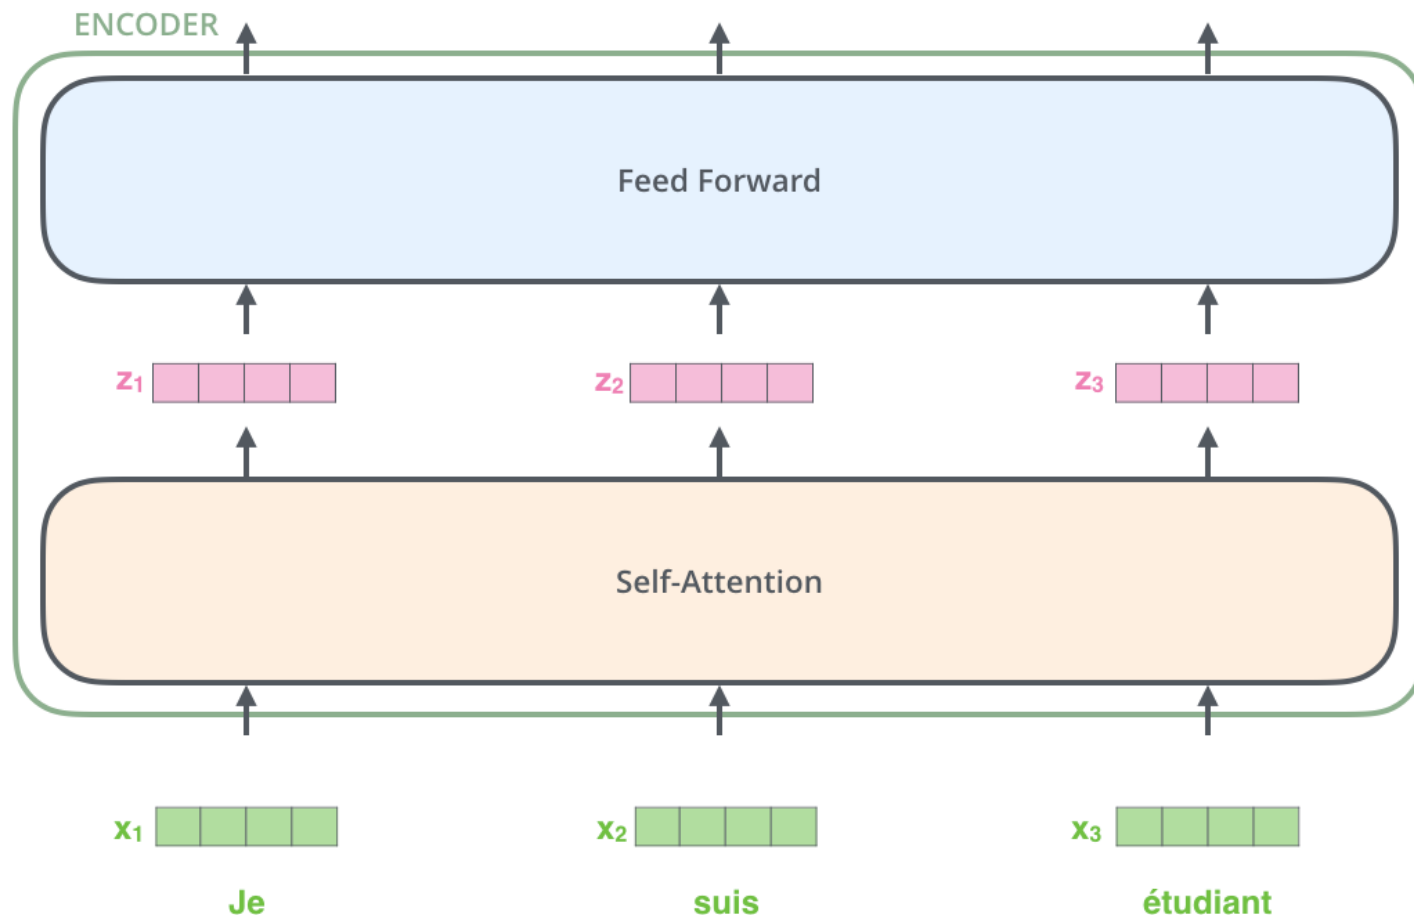 ENCODER
Feed Forward
z₁ z₂ z₃
Self-Attention
x₁ x₂ x₃
Je suis étudiant